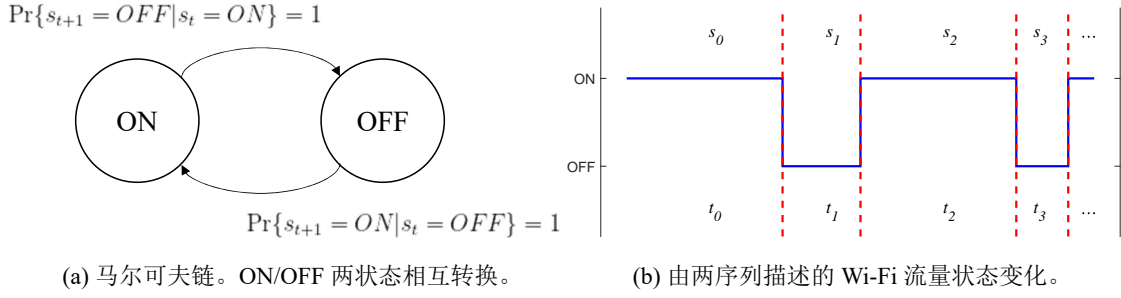 Pr{s_{t+1} = OFF|s_t = ON} = 1
ON
OFF
Pr{s_{t+1} = ON|s_t = OFF} = 1
(a) 马尔可夫链。ON/OFF 两状态相互转换。
s_0 s_1 s_2 s_3 ...
ON
OFF
t_0 t_1 t_2 t_3 ...
(b) 由两序列描述的 Wi-Fi 流量状态变化。